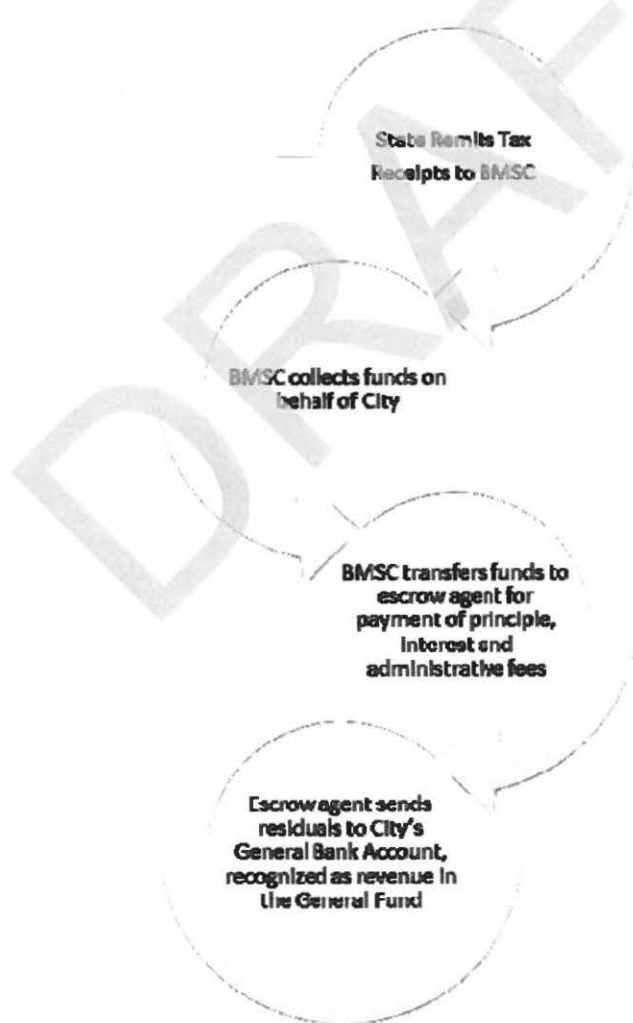 State Remits Tax
Receipts to BMSC
BMSC collects funds on
behalf of City
BMSC transfers funds to
escrow agent for
payment of principle,
interest and
administrative fees
Escrow agent sends
residuals to City's
General Bank Account,
recognized as revenue in
the General Fund
DRAF